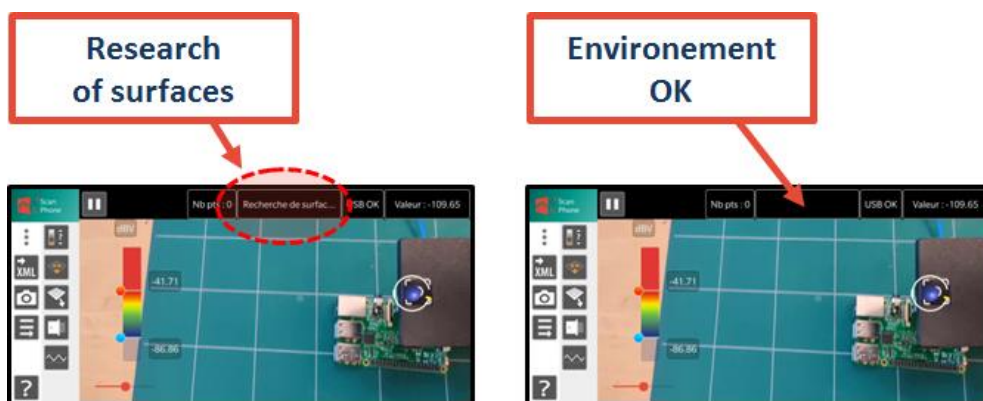 Research
of surfaces
Environement
OK
Scan
Phone
Nb pts : 0
Recherche de surfac...
USB OK
Valeur : -109.65
dBV
XML
-41.71
-86.86
?
Scan
Phone
Nb pts : 0
USB OK
Valeur : -109.65
dBV
XML
-41.71
-86.86
?